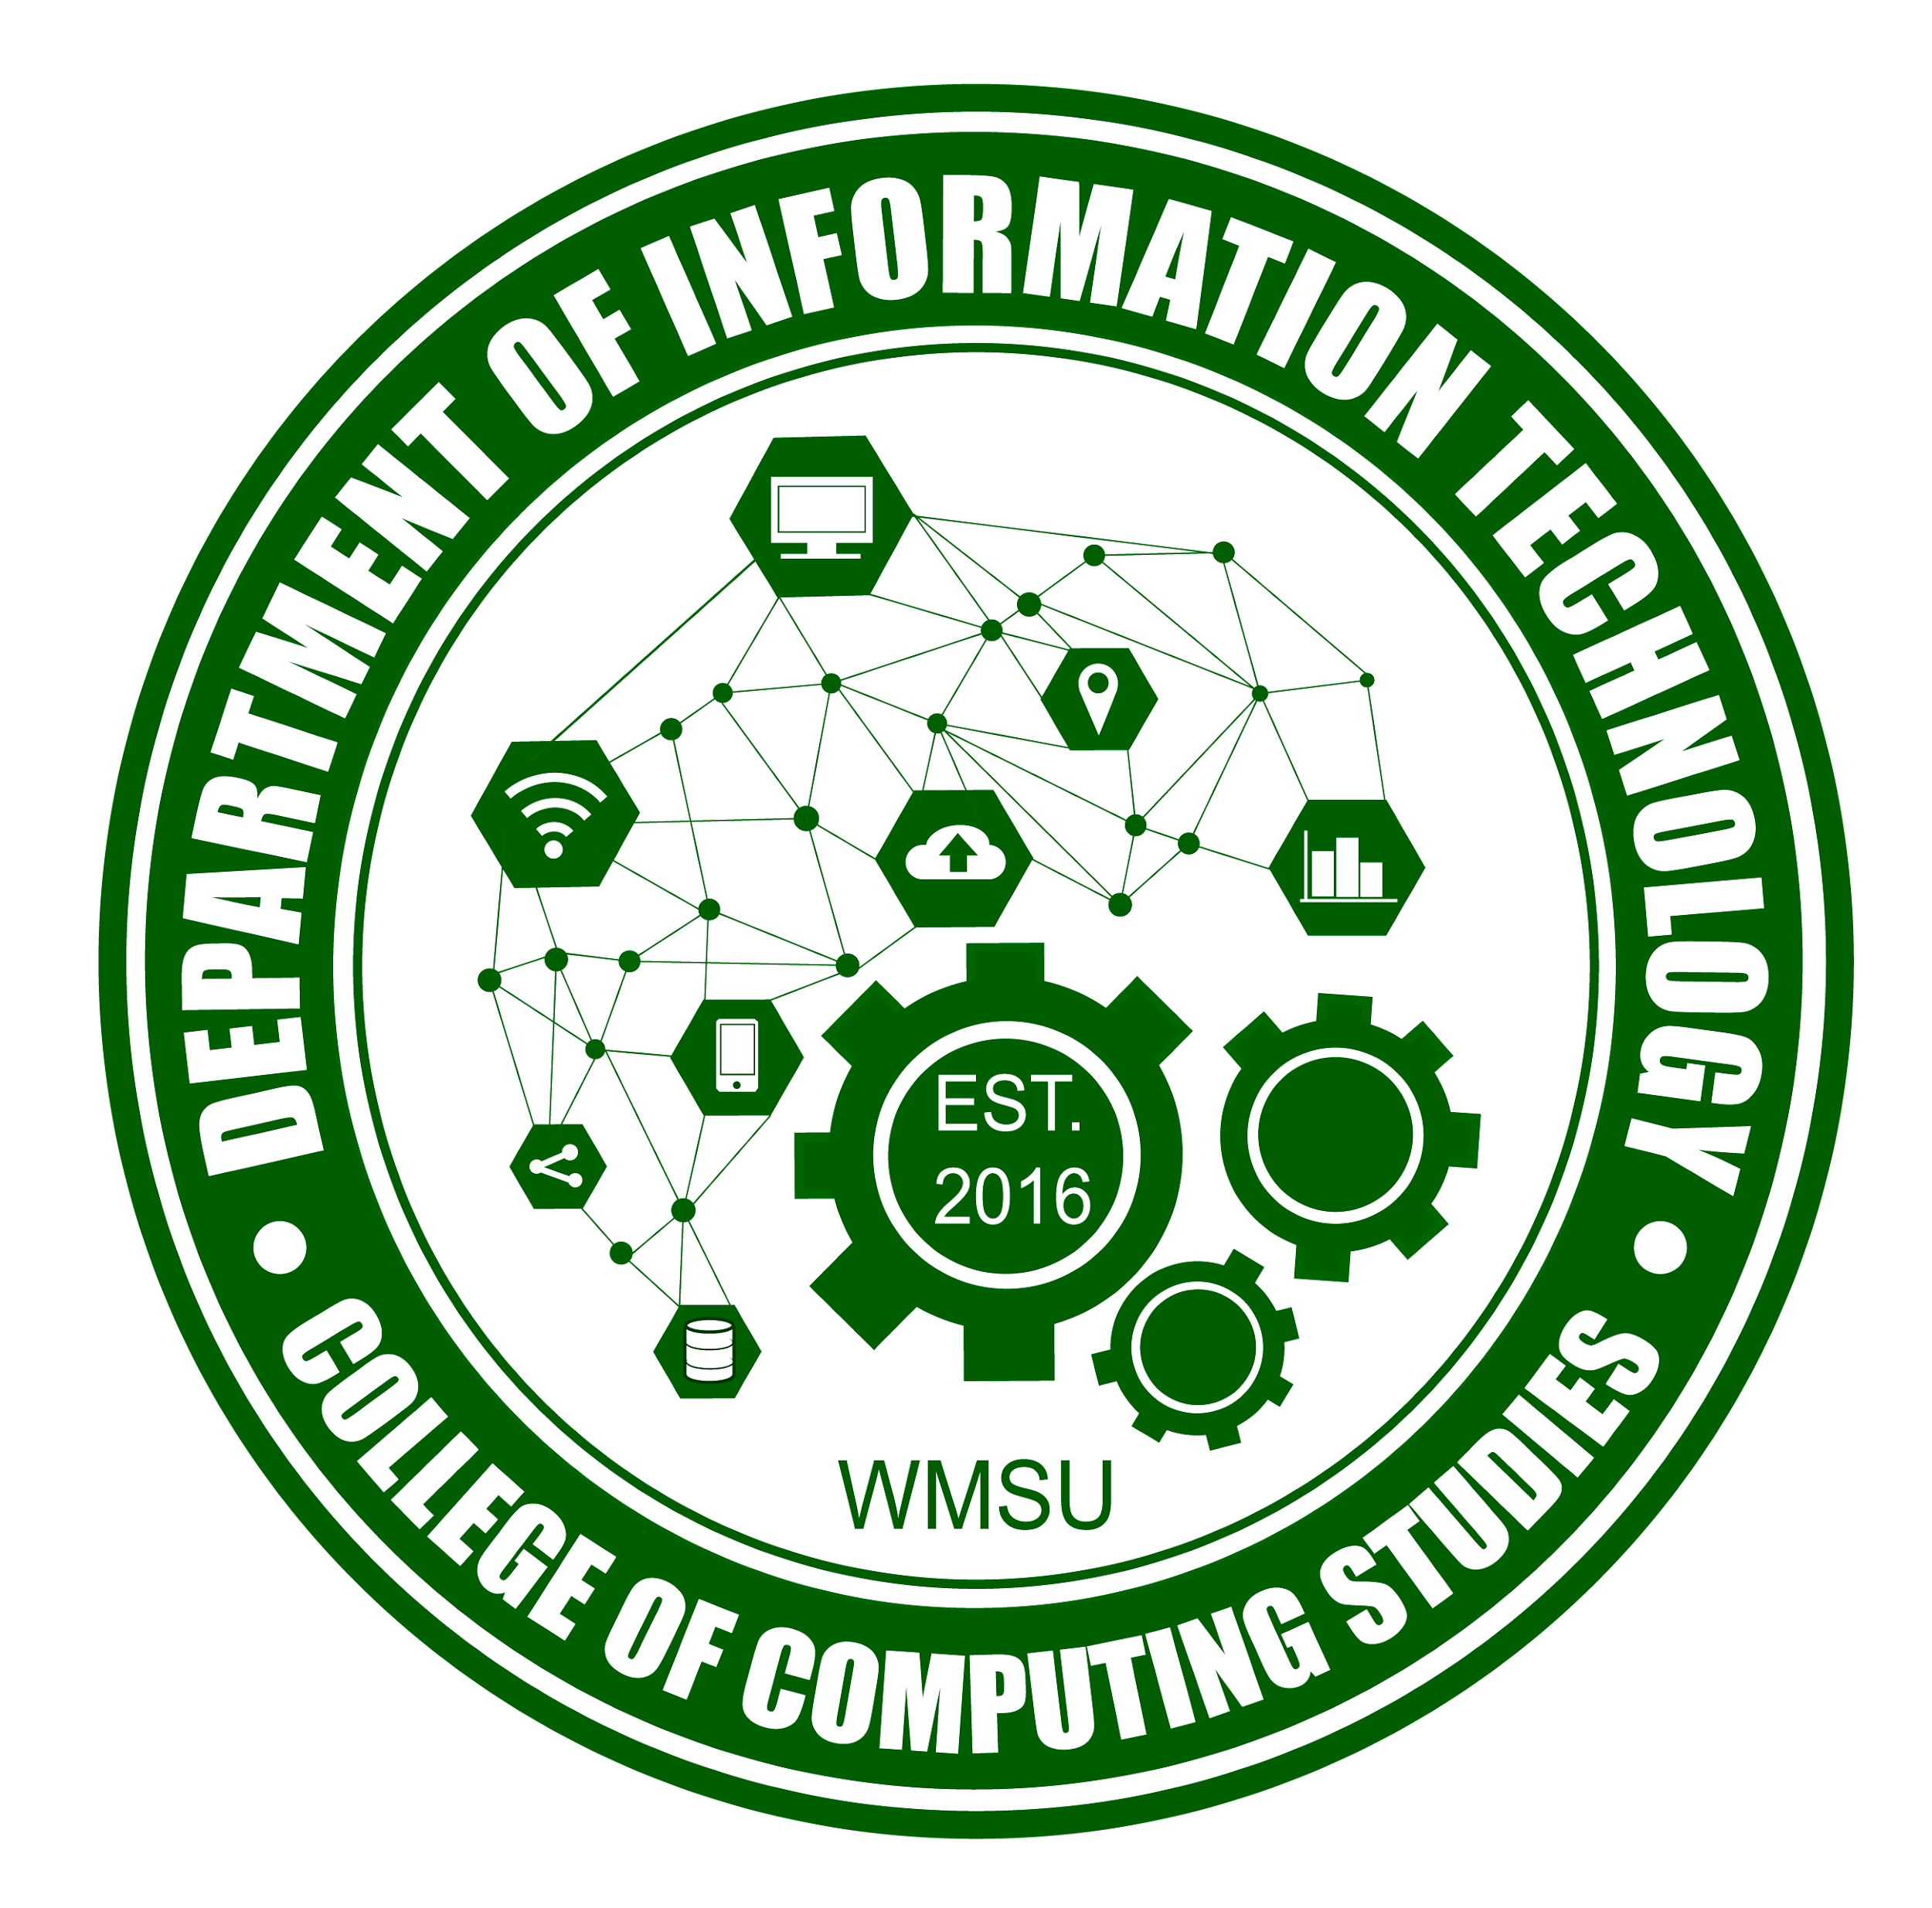 DEPARTMENT OF INFORMATION TECHNOLOGY
EST.
2016
WMSU
COLLEGE OF COMPUTING STUDIES